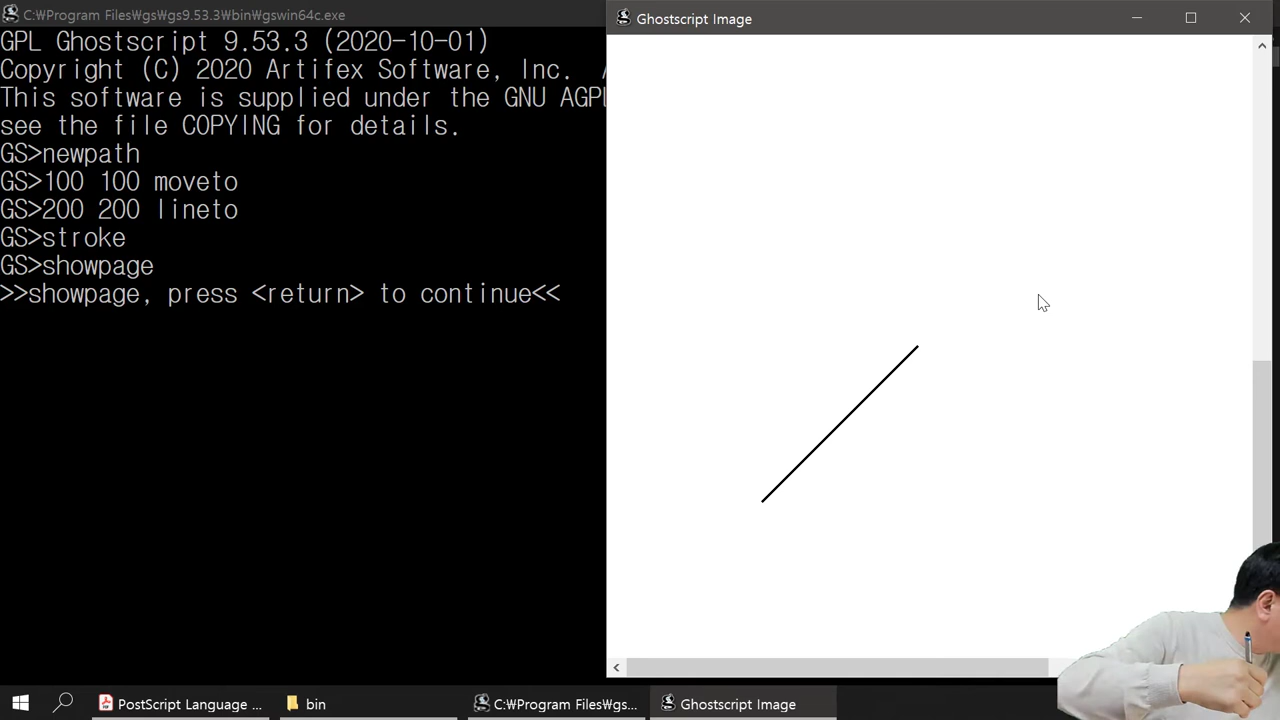 C:₩Program Files₩gs₩gs9.53.3₩bin₩gswin64c.exe
GPL Ghostscript 9.53.3 (2020-10-01)
Copyright (C) 2020 Artifex Software, Inc.
This software is supplied under the GNU AGPL
see the file COPYING for details.
GS>newpath
GS>100 100 moveto
GS>200 200 lineto
GS>stroke
GS>showpage
>>showpage, press <return> to continue<<
Ghostscript Image
PostScript Language ...
bin
C:₩Program Files₩gs...
Ghostscript Image